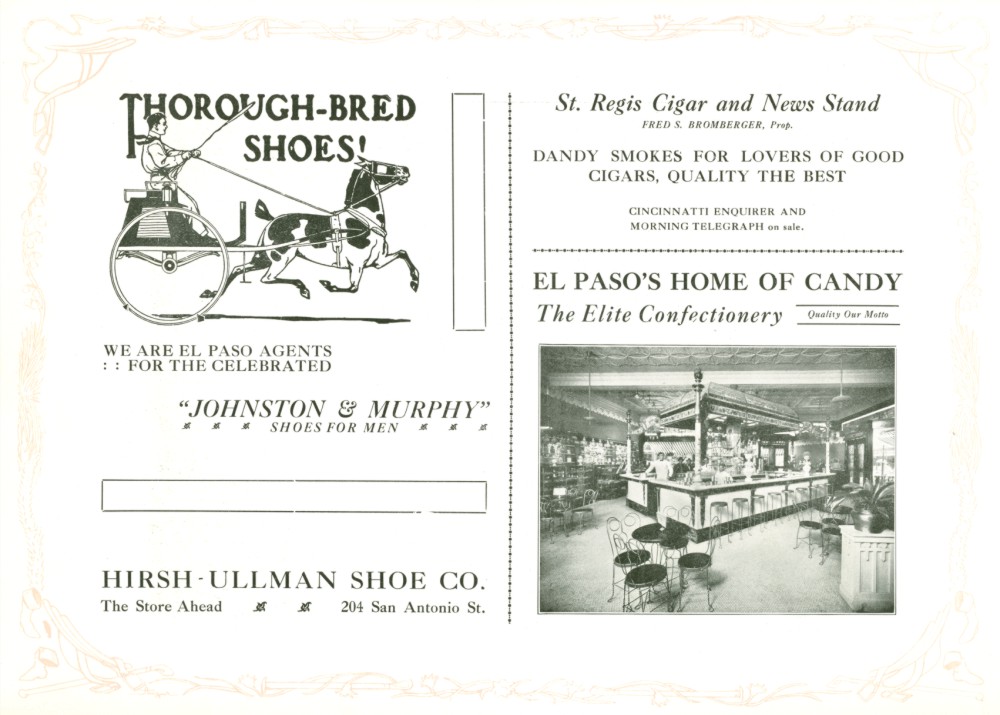 THOROUGH-BRED
SHOES!
WE ARE EL PASO AGENTS
: : FOR THE CELEBRATED
"JOHNSTON & MURPHY"
SHOES FOR MEN
HIRSH-ULLMAN SHOE CO.
The Store Ahead 204 San Antonio St.
St. Regis Cigar and News Stand
FRED S. BROMBERGER, Prop.
DANDY SMOKES FOR LOVERS OF GOOD
CIGARS, QUALITY THE BEST
CINCINNATTI ENQUIRER AND
MORNING TELEGRAPH on sale.
EL PASO'S HOME OF CANDY
The Elite Confectionery Quality Our Motto